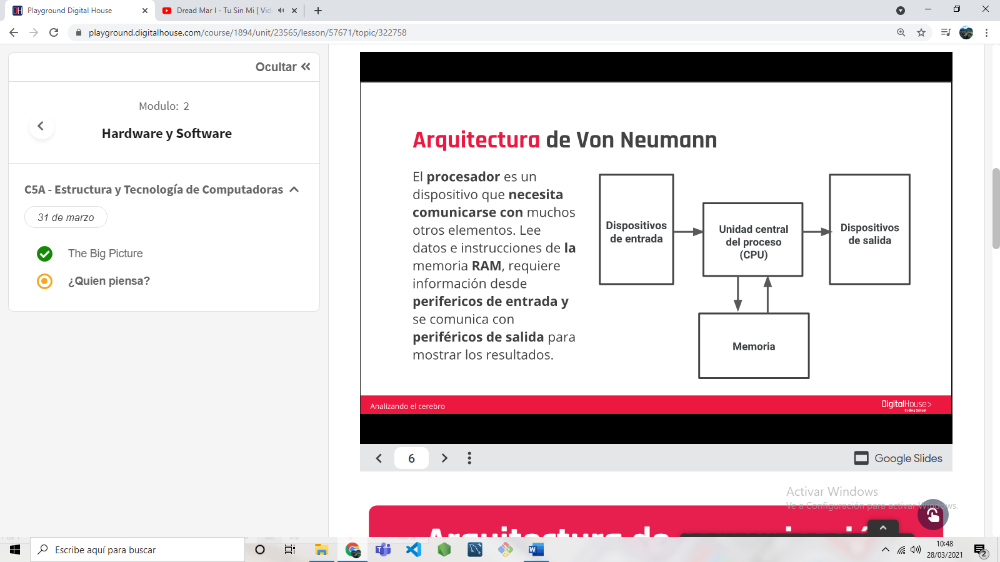 Playground Digital House
Dread Mar I - Tu Sin Mi [ Vid
playground.digitalhouse.com/course/1894/unit/23565/lesson/57671/topic/322758
Ocultar
Modulo: 2
Hardware y Software
C5A - Estructura y Tecnología de Computadoras
31 de marzo
The Big Picture
¿Quien piensa?
Arquitectura de Von Neumann
El procesador es un
dispositivo que necesita
comunicarse con muchos
otros elementos. Lee
datos e instrucciones de la
memoria RAM, requiere
información desde
perifericos de entrada y
se comunica con
periféricos de salida para
mostrar los resultados.
Dispositivos
de entrada
Unidad central
del proceso
(CPU)
Dispositivos
de salida
Memoria
Analizando el cerebro
DigitalHouse>
Coding School
6
Google Slides
Activar Windows
Ve a Configuración para activar Windows.
Arquitectura de
Escribe aquí para buscar
10:48
28/03/2021
2